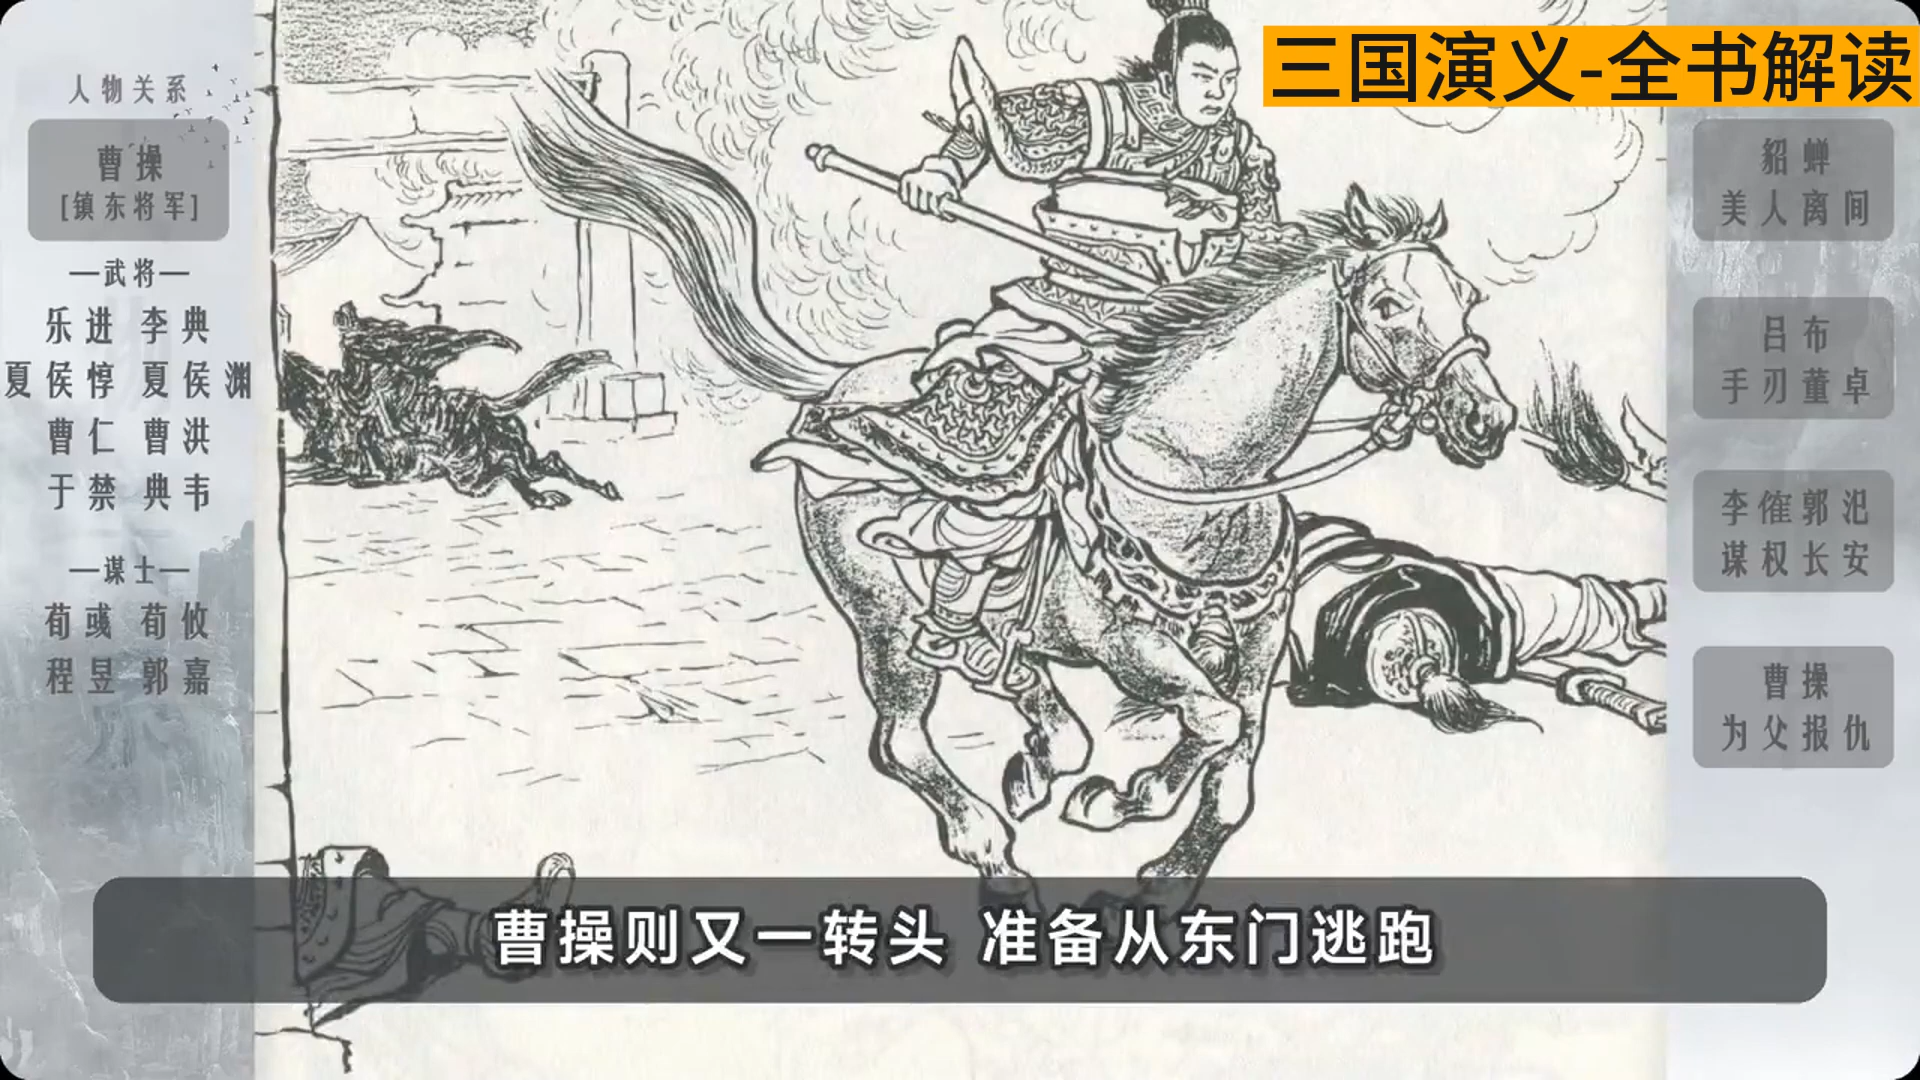 三国演义-全书解读
人物关系
曹操
[镇东将军]
—武将—
乐进 李典
夏侯惇 夏侯渊
曹仁 曹洪
于禁 典韦
—谋士—
荀彧 荀攸
程昱 郭嘉
貂蝉
美人离间
吕布
手刃董卓
李傕郭汜
谋权长安
曹操
为父报仇
曹操则又一转头 准备从东门逃跑